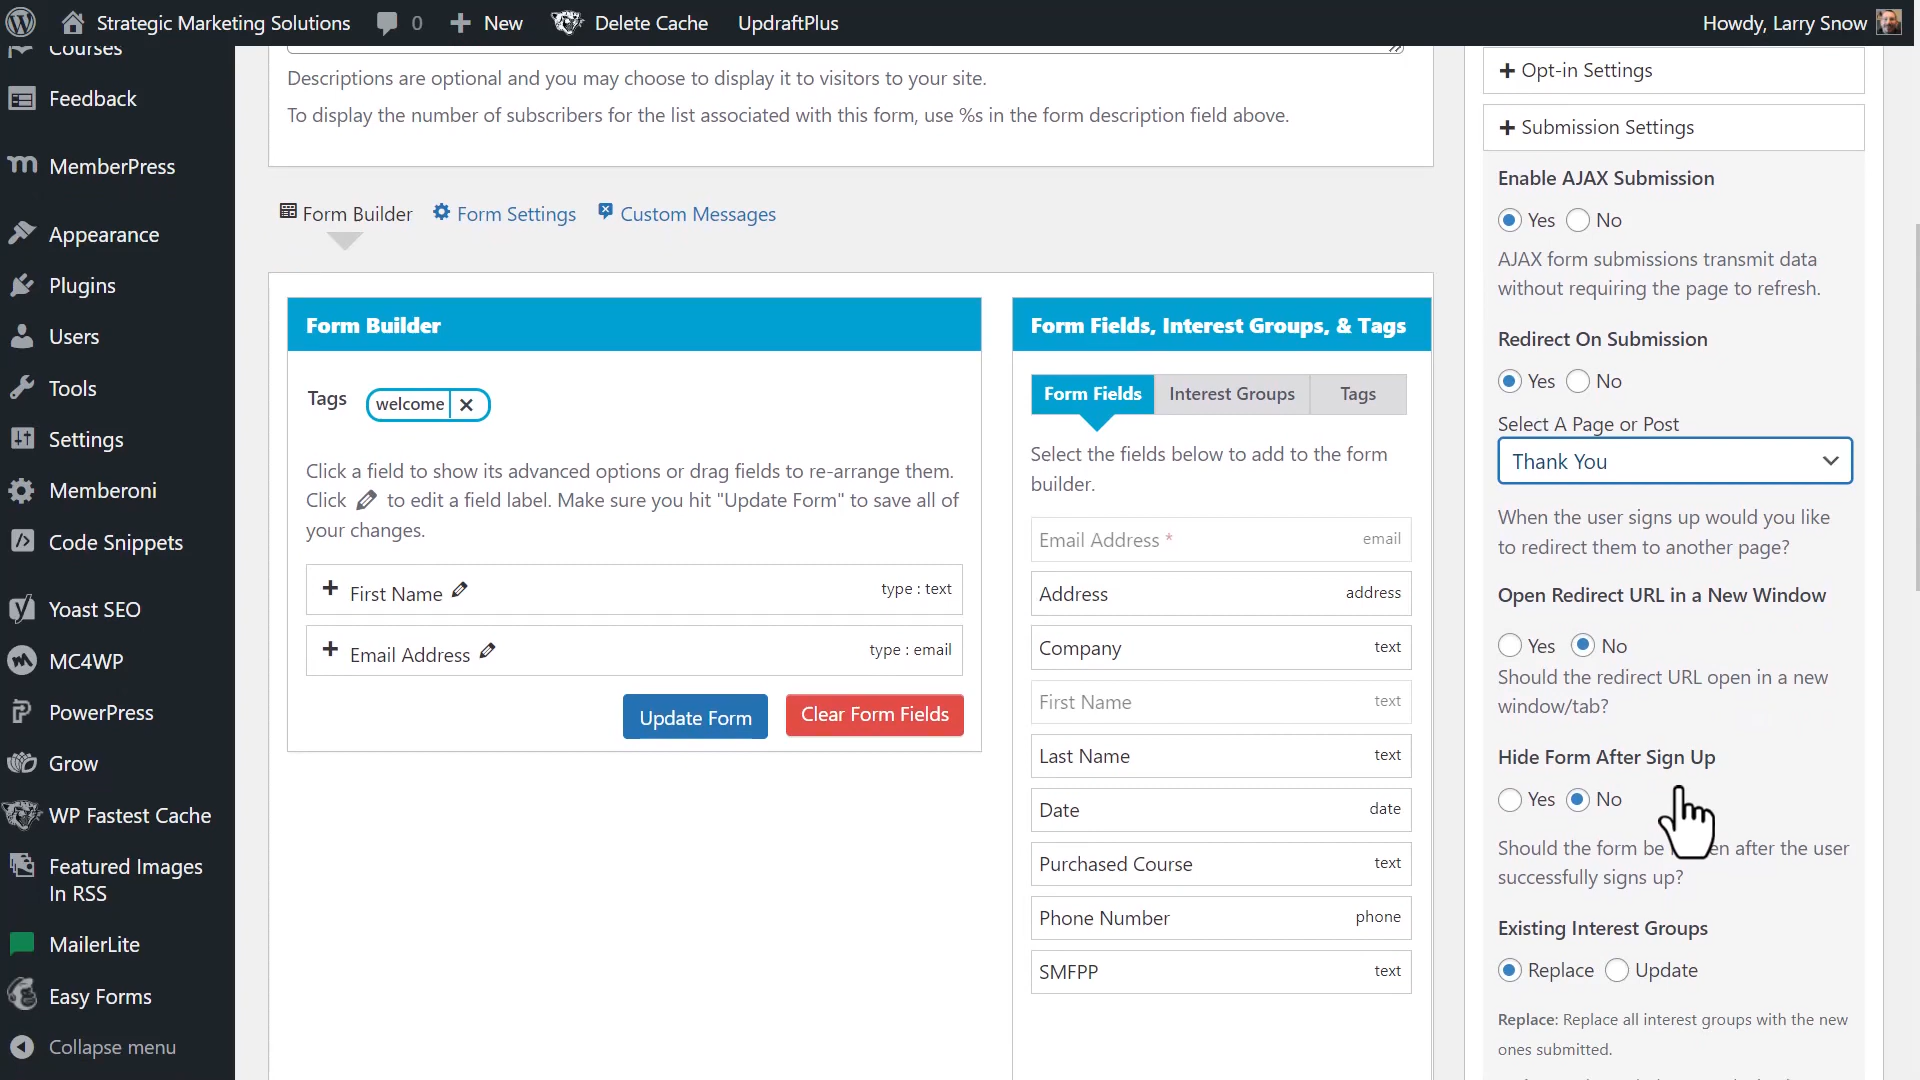 Strategic Marketing Solutions
0
New
Delete Cache
UpdraftPlus
Howdy, Larry Snow
Courses
Feedback
MemberPress
Appearance
Plugins
Users
Tools
Settings
Memberoni
Code Snippets
Yoast SEO
MC4WP
PowerPress
Grow
WP Fastest Cache
Featured Images
In RSS
MailerLite
Easy Forms
Collapse menu
Descriptions are optional and you may choose to display it to visitors to your site.
To display the number of subscribers for the list associated with this form, use %s in the form description field above.
Form Builder
Form Settings
Custom Messages
Form Builder
Tags
welcome
Click a field to show its advanced options or drag fields to re-arrange them.
Click to edit a field label. Make sure you hit "Update Form" to save all of
your changes.
First Name
type : text
Email Address
type : email
Update Form
Clear Form Fields
Form Fields, Interest Groups, & Tags
Form Fields
Interest Groups
Tags
Select the fields below to add to the form
builder.
Email Address *
email
Address
address
Company
text
First Name
text
Last Name
text
Date
date
Purchased Course
text
Phone Number
phone
SMFPP
text
+ Opt-in Settings
+ Submission Settings
Enable AJAX Submission
Yes No
AJAX form submissions transmit data
without requiring the page to refresh.
Redirect On Submission
Yes No
Select A Page or Post
Thank You
When the user signs up would you like
to redirect them to another page?
Open Redirect URL in a New Window
Yes No
Should the redirect URL open in a new
window/tab?
Hide Form After Sign Up
Yes No
Should the form be after the user
successfully signs up?
Existing Interest Groups
Replace Update
Replace: Replace all interest groups with the new
ones submitted.